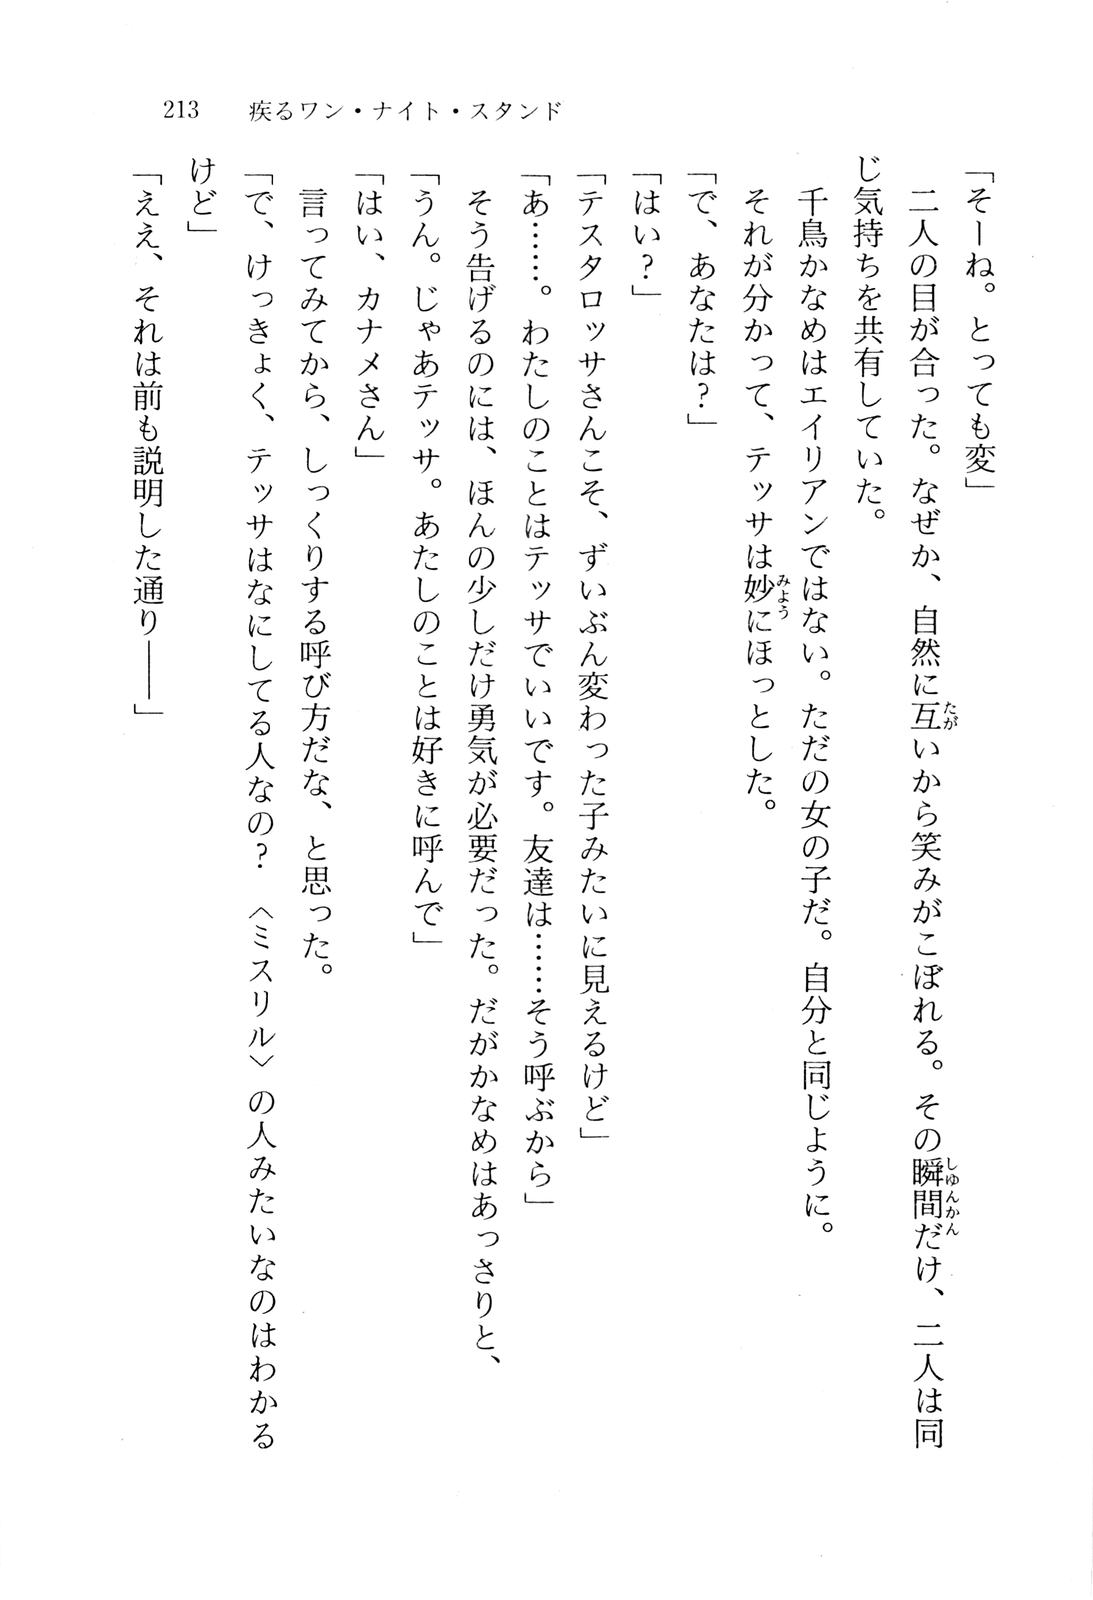 213　疾るワン・ナイト・スタンド
「そーね。とっても変」
　二人の目が合った。なぜか、自然に互いから笑みがこぼれる。その瞬間だけ、二人は同
じ気持ちを共有していた。
　千鳥かなめはエイリアンではない。ただの女の子だ。自分と同じように。
　それが分かって、テッサは妙にほっとした。
「で、あなたは？」
「はい？」
「テスタロッサさんこそ、ずいぶん変わった子みたいに見えるけど」
「あ……。わたしのことはテッサでいいです。友達は……そう呼ぶから」
　そう告げるのには、ほんの少しだけ勇気が必要だった。だがかなめはあっさりと、
「うん。じゃあテッサ。あたしのことは好きに呼んで」
「はい、カナメさん」
　言ってみてから、しっくりする呼び方だな、と思った。
「で、けっきょく、テッサはなにしてる人なの？　〈ミスリル〉の人みたいなのはわかる
けど」
「ええ、それは前も説明した通り――」